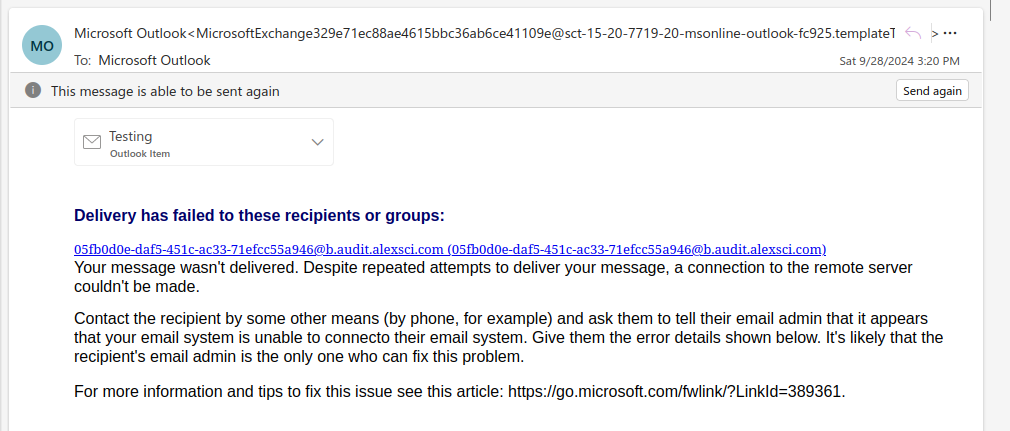 MO
Microsoft Outlook<MicrosoftExchange329e71ec88ae4615bbc36ab6ce41109e@sct-15-20-7719-20-msonline-outlook-fc925.templateT > ...
To: Microsoft Outlook
Sat 9/28/2024 3:20 PM
This message is able to be sent again
Send again
Testing
Outlook Item
Delivery has failed to these recipients or groups:
05fb0d0e-daf5-451c-ac33-71efcc55a946@b.audit.alexsci.com (05fb0d0e-daf5-451c-ac33-71efcc55a946@b.audit.alexsci.com)
Your message wasn't delivered. Despite repeated attempts to deliver your message, a connection to the remote server
couldn't be made.
Contact the recipient by some other means (by phone, for example) and ask them to tell their email admin that it appears
that your email system is unable to connecto their email system. Give them the error details shown below. It's likely that the
recipient's email admin is the only one who can fix this problem.
For more information and tips to fix this issue see this article: https://go.microsoft.com/fwlink/?LinkId=389361.